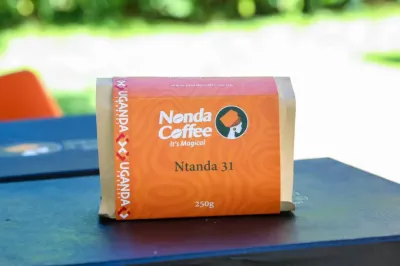 Nonda
Coffee
It's Magical
Ntanda 31
250g
UGANDA
UGANDA